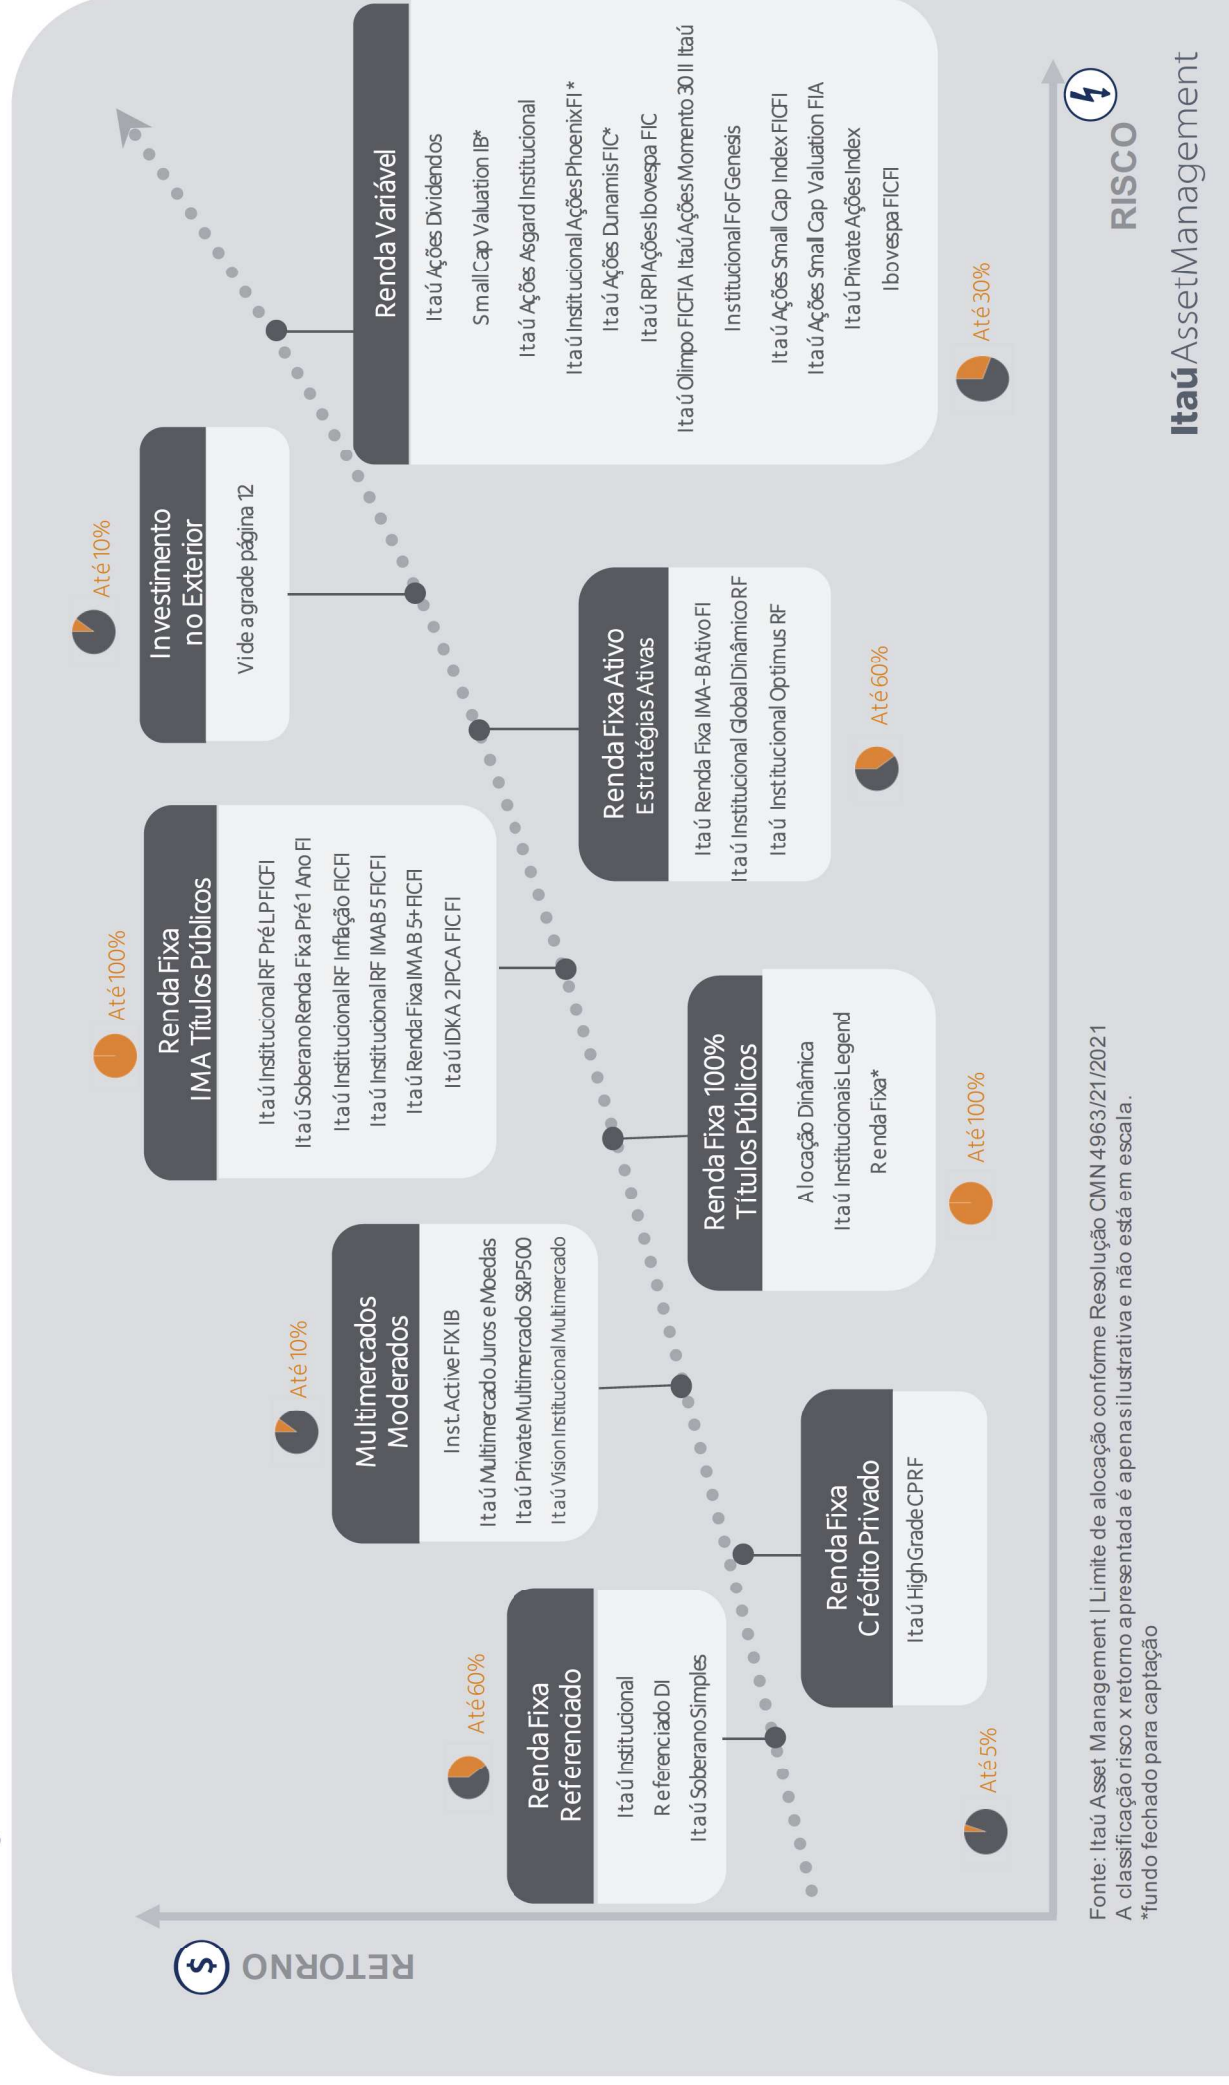 RETORNO
Até 60%
Renda Fixa
Referenciado
Itaú Institucional
Referenciado DI
Itaú Soberano Simples
Até 5%
Renda Fixa
Crédito Privado
Itaú High Grade CP RF
Até 10%
Multimercados
Moderados
Inst. Active FIX IB
Itaú Multimercado Juros e Moedas
Itaú Private Multimercado S&P500
Itaú Vision Institucional Multimercado
Renda Fixa 100%
Títulos Públicos
Alocação Dinâmica
Itaú Institucionais Legend
Renda Fixa*
Até 100%
Até 100%
Renda Fixa
IMA Títulos Públicos
Itaú Institucional RF Pré LP FICFI
Itaú Soberano Renda Fixa Pré 1 Ano FI
Itaú Institucional RF Inflação FICFI
Itaú Institucional RF IMAB 5 FICFI
Itaú Renda Fixa IMA B 5+ FICFI
Itaú IDKA 2 IPCA FIC FI
Renda Fixa Ativo
Estratégias Ativas
Itaú Renda Fixa IMA-B Ativo FI
Itaú Institucional Global Dinâmico RF
Itaú Institucional Optimus RF
Até 60%
Até 10%
Investimento
no Exterior
Vide a grade página 12
Renda Variável
Itaú Ações Dividendos
Small Cap Valuation IB*
Itaú Ações Asgard Institucional
Itaú Institucional Ações Phoenix FI *
Itaú Ações Dunamis FIC*
Itaú RPI Ações Ibovespa FIC
Itaú Olimpo FICFIA Itaú Ações Momento 30 II Itaú
Institucional FoF Genesis
Itaú Ações Small Cap Index FICFI
Itaú Ações Small Cap Valuation FIA
Itaú Private Ações Index
Ibovespa FICFI
Até 30%
RISCO
Fonte: Itaú Asset Management | Limite de alocação conforme Resolução CMN 4963/21/2021
A classificação risco x retorno apresentada é apenas ilustrativa e não está em escala.
*fundo fechado para captação
Itaú Asset Management